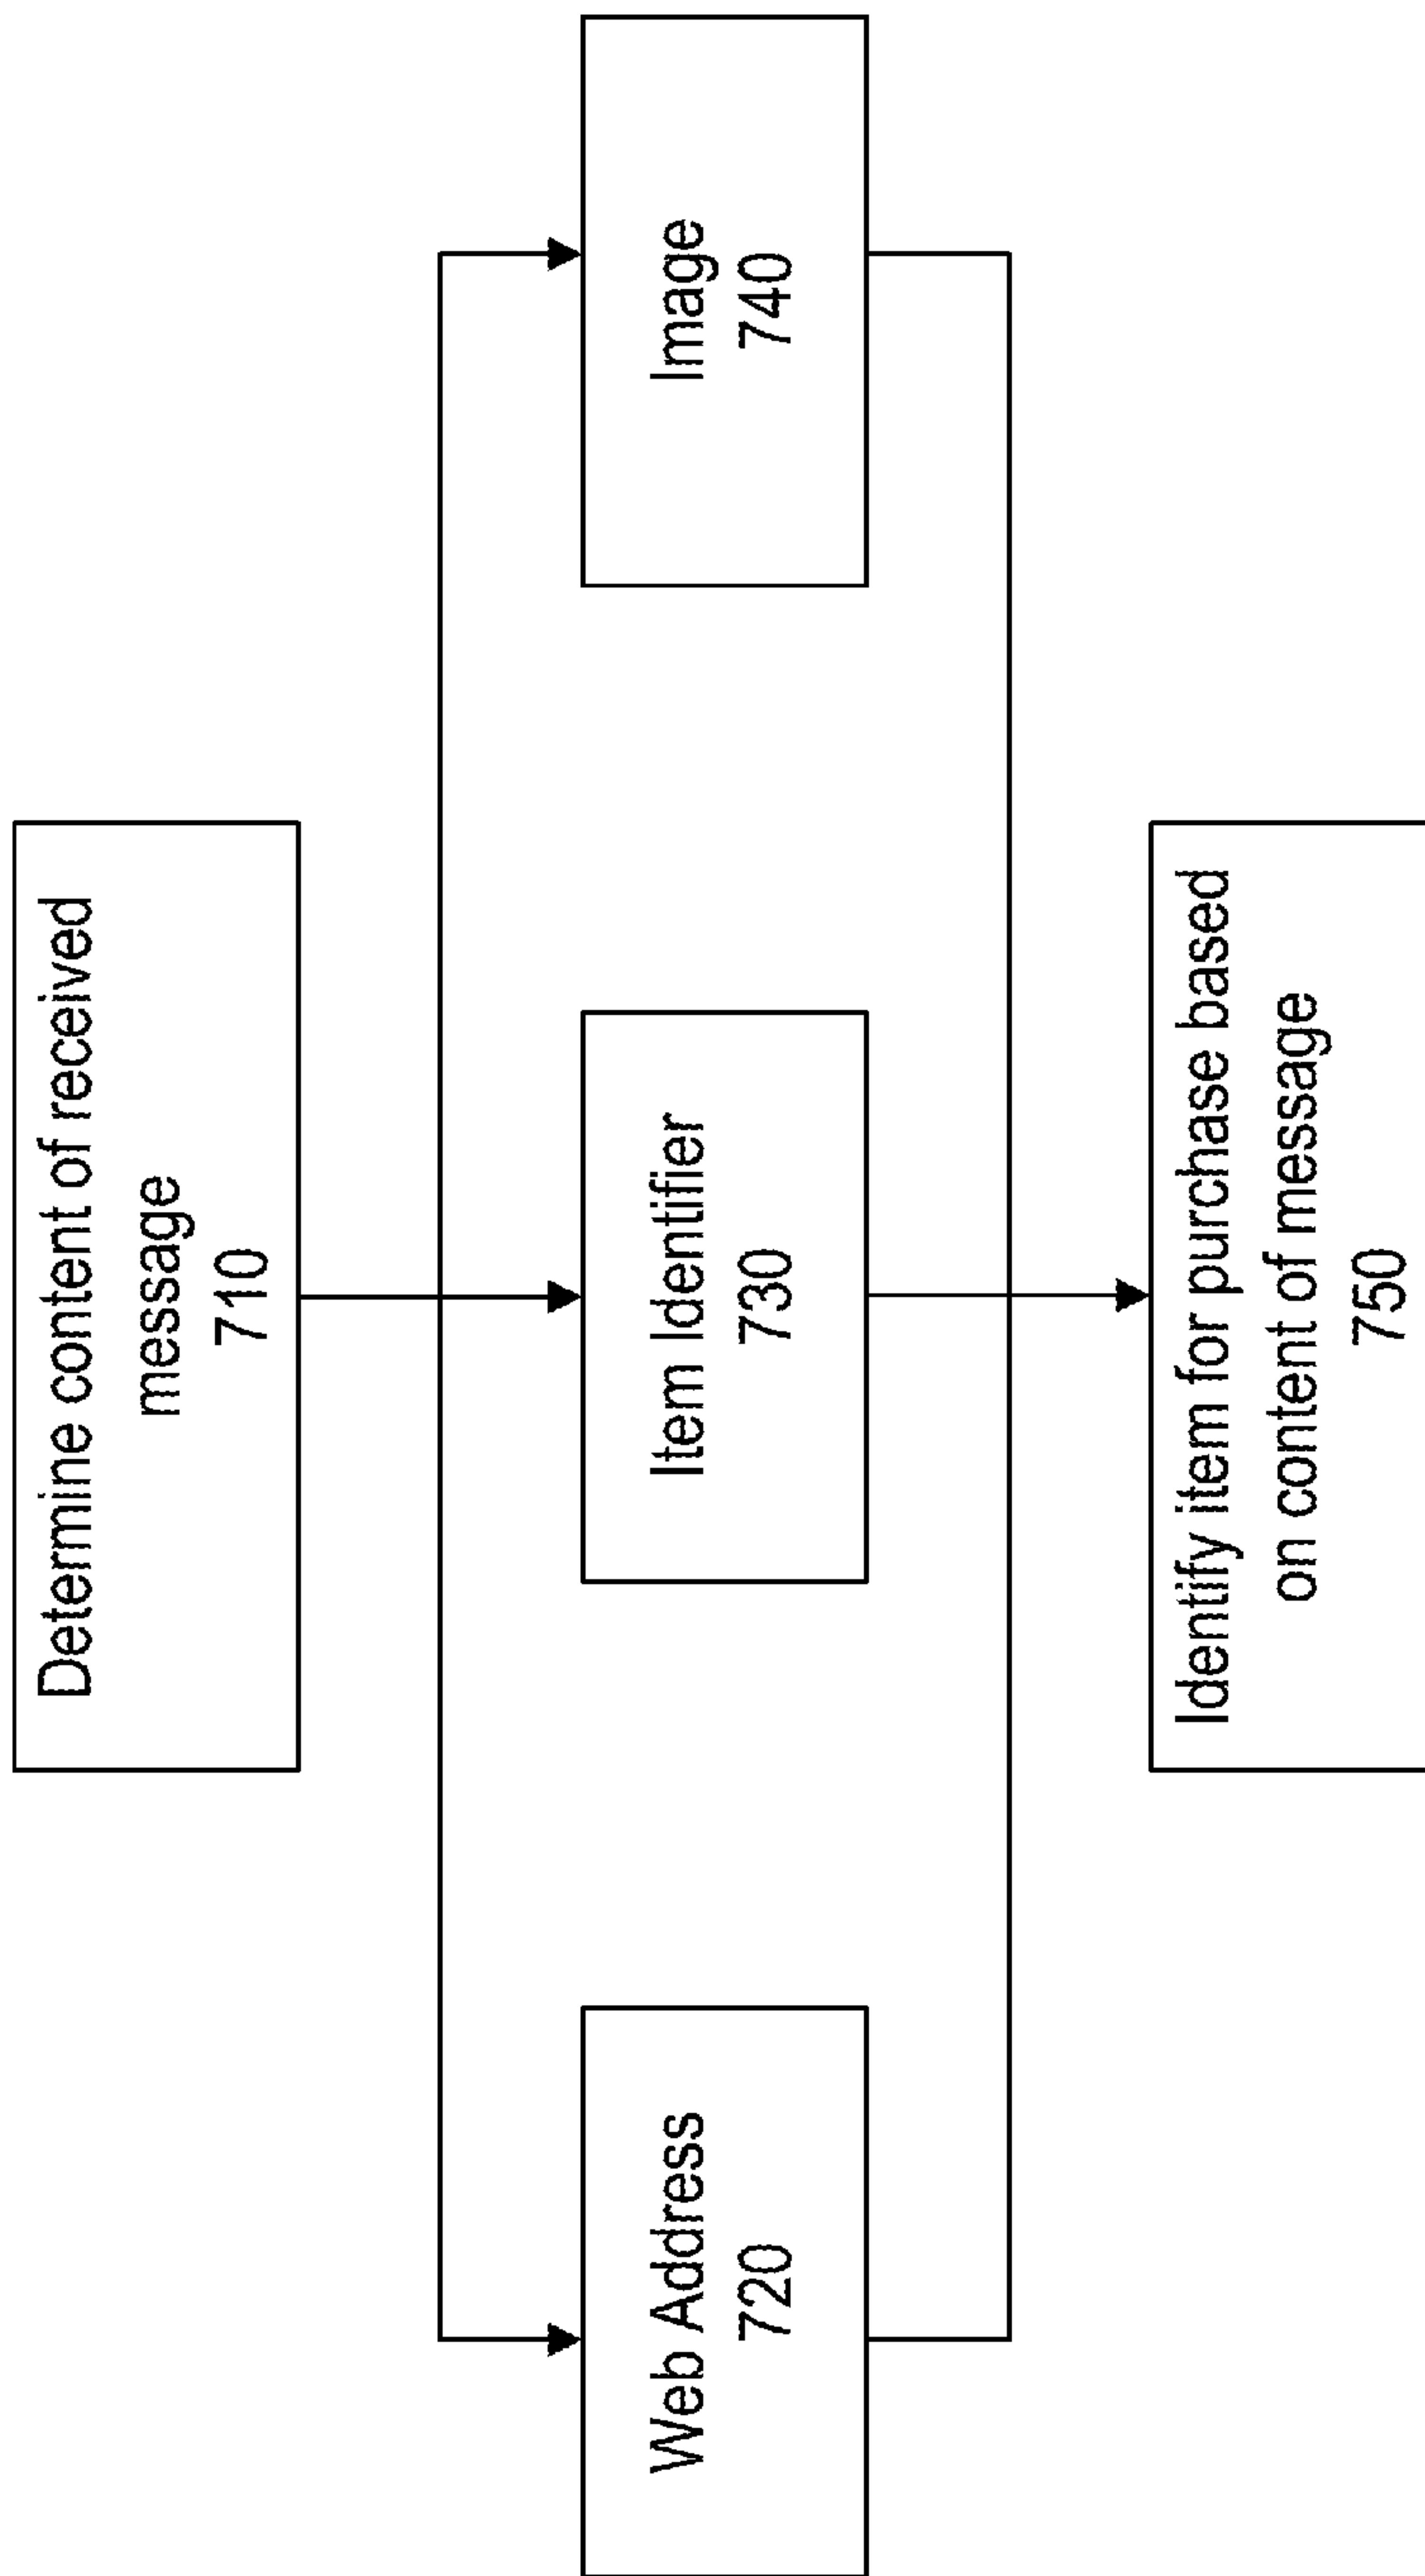 Determine content of received
message
710
Web Address
720
Item Identifier
730
Image
740
Identify item for purchase based
on content of message
750